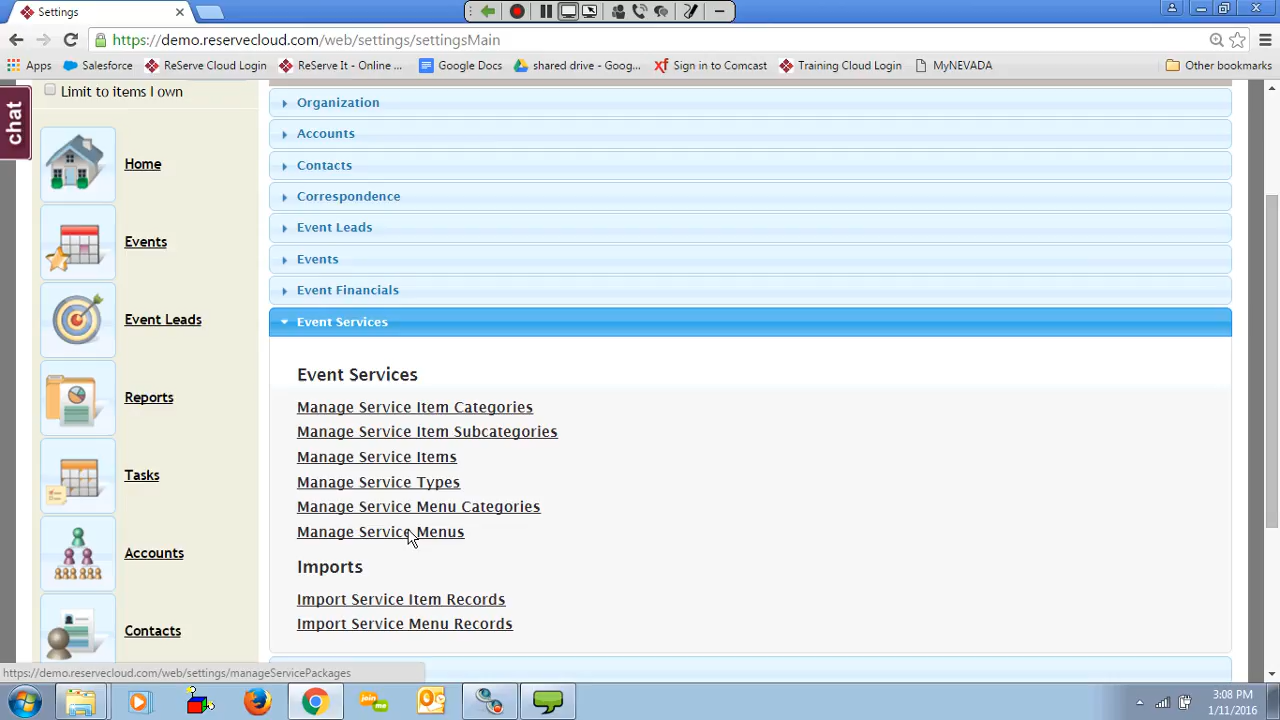 Settings
https://demo.reservecloud.com/web/settings/settingsMain
Apps Salesforce ReServe Cloud Login ReServe It - Online ... Google Docs shared drive - Goog... Sign in to Comcast Training Cloud Login MyNEVADA Other bookmarks
chat
Limit to items I own
Home
Events
Event Leads
Reports
Tasks
Accounts
Contacts
Organization
Accounts
Contacts
Correspondence
Event Leads
Events
Event Financials
Event Services
Event Services
Manage Service Item Categories
Manage Service Item Subcategories
Manage Service Items
Manage Service Types
Manage Service Menu Categories
Manage Service Menus
Imports
Import Service Item Records
Import Service Menu Records
https://demo.reservecloud.com/web/settings/manageServicePackages
join
me
3:08 PM
1/11/2016